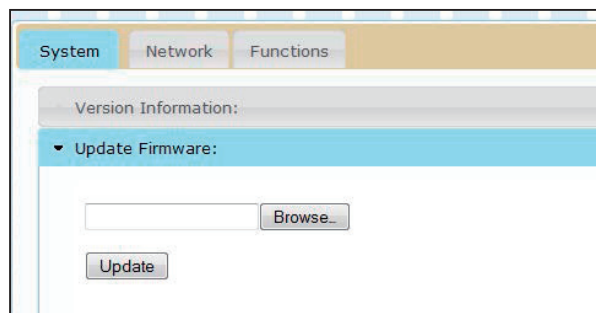 System Network Functions
Version Information:
Update Firmware:
Browse...
Update